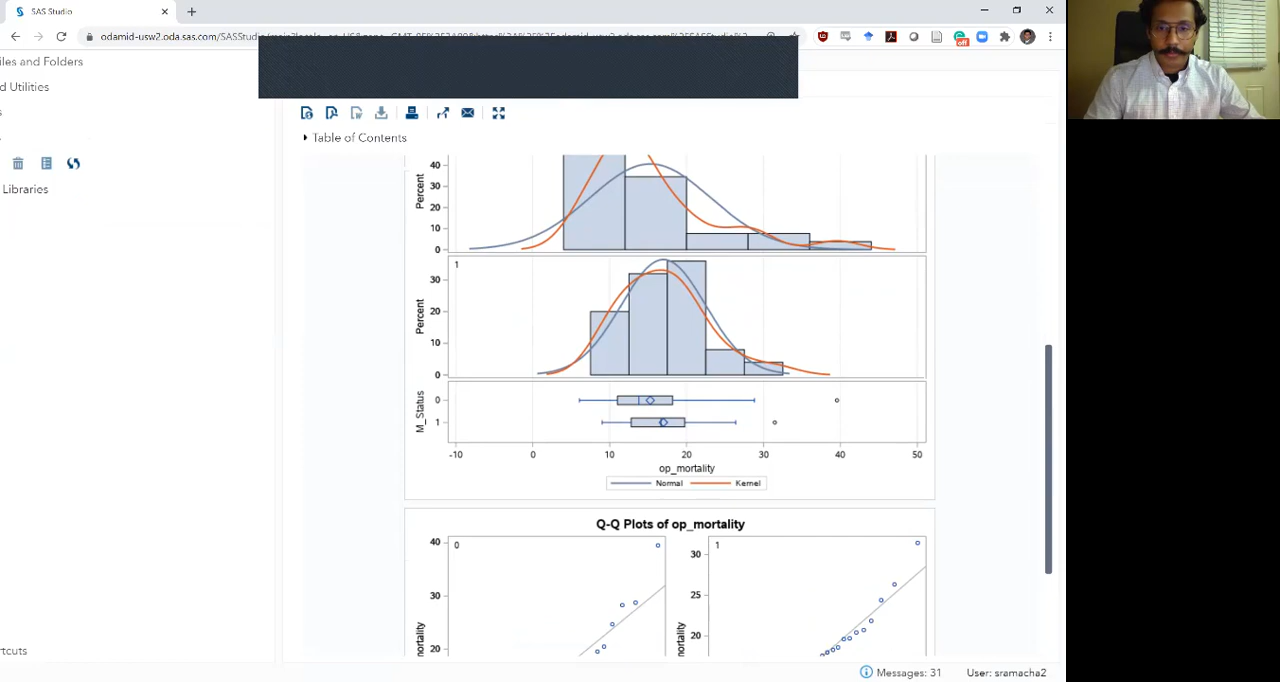 SAS Studio
odamid-usw2.oda.sas.com/SASStudio
iles and Folders
d Utilities
s
Libraries
rtcuts
off
Table of Contents
Percent
40
30
20
10
0
1
Percent
30
20
10
0
M_Status
0
1
-10 0 10 20 30 40 50
op_mortality
Normal Kernel
Q-Q Plots of op_mortality
40
30
20
0
mortality
30
25
20
1
mortality
Messages: 31 User: sramacha2